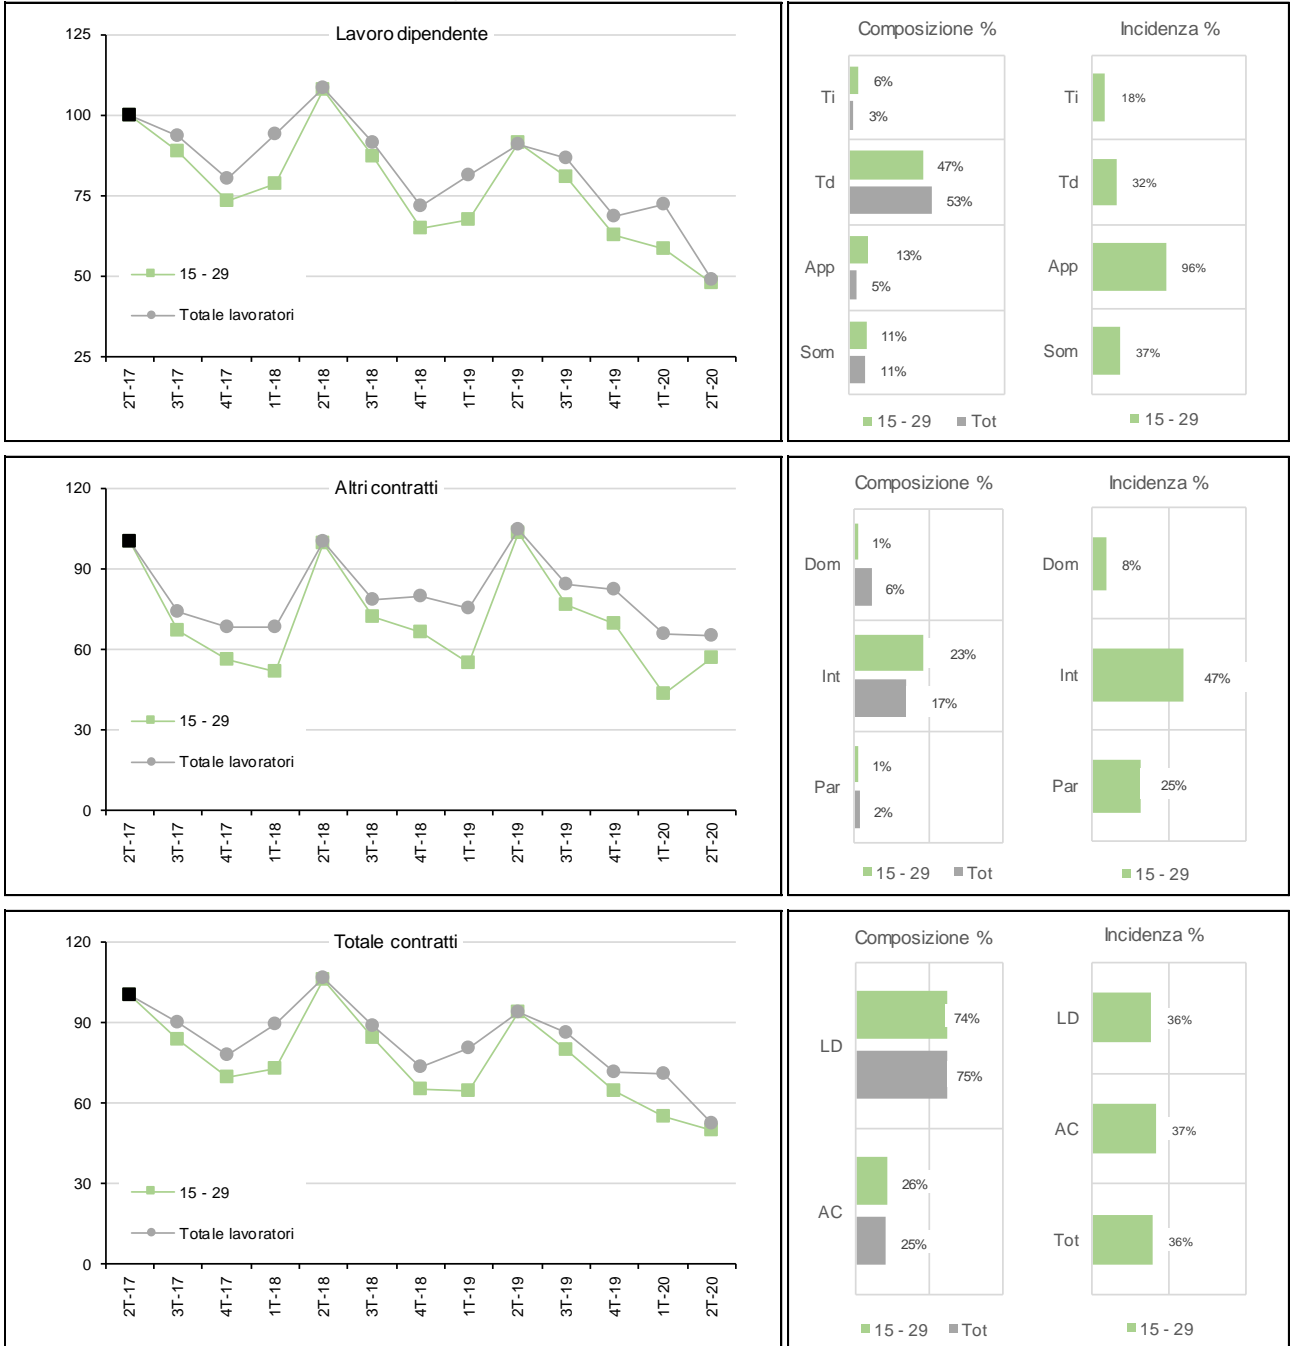 Lavoro dipendente
125
100
75
50
25
15 - 29
Totale lavoratori
2T-17
3T-17
4T-17
1T-18
2T-18
3T-18
4T-18
1T-19
2T-19
3T-19
4T-19
1T-20
2T-20
Composizione %
Ti
6%
3%
Td
47%
53%
App
13%
5%
Som
11%
11%
15 - 29 Tot
Incidenza %
Ti
18%
Td
32%
App
96%
Som
37%
15 - 29
Altri contratti
120
90
60
30
0
15 - 29
Totale lavoratori
2T-17
3T-17
4T-17
1T-18
2T-18
3T-18
4T-18
1T-19
2T-19
3T-19
4T-19
1T-20
2T-20
Composizione %
Dom
1%
6%
Int
23%
17%
Par
1%
2%
15 - 29 Tot
Incidenza %
Dom
8%
Int
47%
Par
25%
15 - 29
Totale contratti
120
90
60
30
0
15 - 29
Totale lavoratori
2T-17
3T-17
4T-17
1T-18
2T-18
3T-18
4T-18
1T-19
2T-19
3T-19
4T-19
1T-20
2T-20
Composizione %
LD
74%
75%
AC
26%
25%
15 - 29 Tot
Incidenza %
LD
36%
AC
37%
Tot
36%
15 - 29